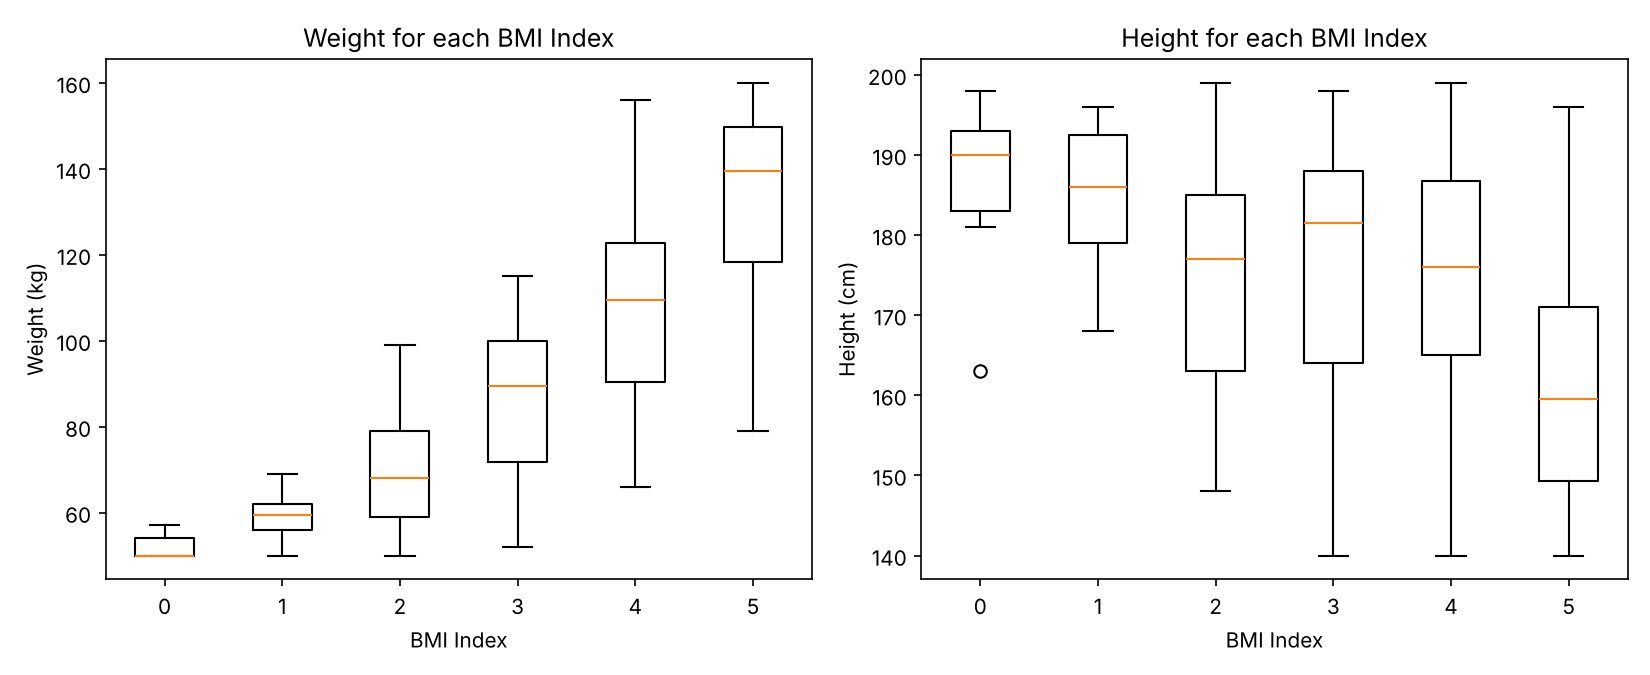 Weight for each BMI Index
160
140
120
100
80
60
Weight (kg)
0 1 2 3 4 5
BMI Index
Height for each BMI Index
200
190
180
170
160
150
140
Height (cm)
0 1 2 3 4 5
BMI Index